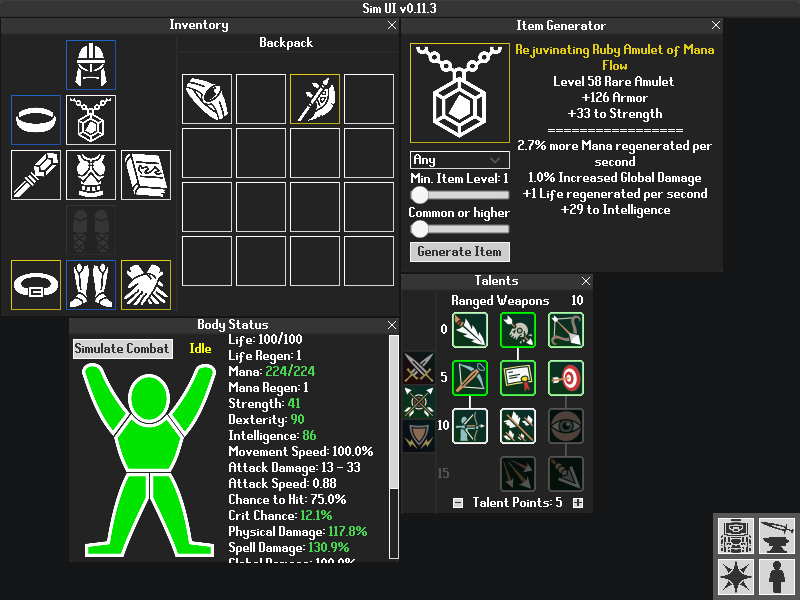 Sim UI v0.11.3
Inventory
Backpack
Item Generator
Rejuvinating Ruby Amulet of Mana
Flow
Level 58 Rare Amulet
+126 Armor
+33 to Strength
=================
2.7% more Mana regenerated per
second
1.0% Increased Global Damage
+1 Life regenerated per second
+29 to Intelligence
Any
Min. Item Level: 1
Common or higher
Generate Item
Talents
Ranged Weapons 10
0
5
10
15
Talent Points: 5
Body Status
Simulate Combat
Idle
Life: 100/100
Life Regen: 1
Mana: 224/224
Mana Regen: 1
Strength: 41
Dexterity: 90
Intelligence: 86
Movement Speed: 100.0%
Attack Damage: 13 - 33
Attack Speed: 0.88
Chance to Hit: 75.0%
Crit Chance: 12.1%
Physical Damage: 117.8%
Spell Damage: 130.9%
Global Damage: 100.0%